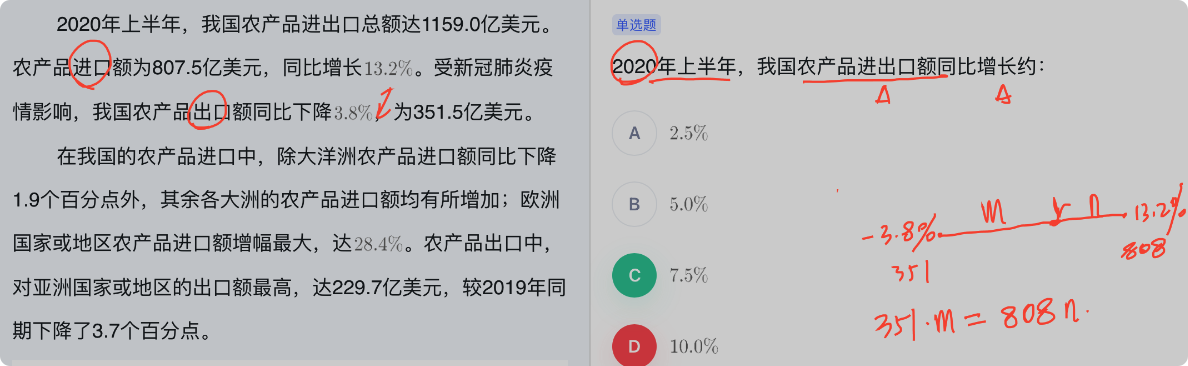 2020年上半年，我国农产品进出口总额达1159.0亿美元。
农产品进口额为807.5亿美元，同比增长13.2%。受新冠肺炎疫
情影响，我国农产品出口额同比下降3.8%，为351.5亿美元。
在我国的农产品进口中，除大洋洲农产品进口额同比下降
1.9个百分点外，其余各大洲的农产品进口额均有所增加；欧洲
国家或地区农产品进口额增幅最大，达28.4%。农产品出口中，
对亚洲国家或地区的出口额最高，达229.7亿美元，较2019年同
期下降了3.7个百分点。
单选题
2020年上半年，我国农产品进出口额同比增长约：
A 2.5%
B 5.0%
C 7.5%
D 10.0%
-3.8% m r n 13.2%
351 808
351·m=808n.